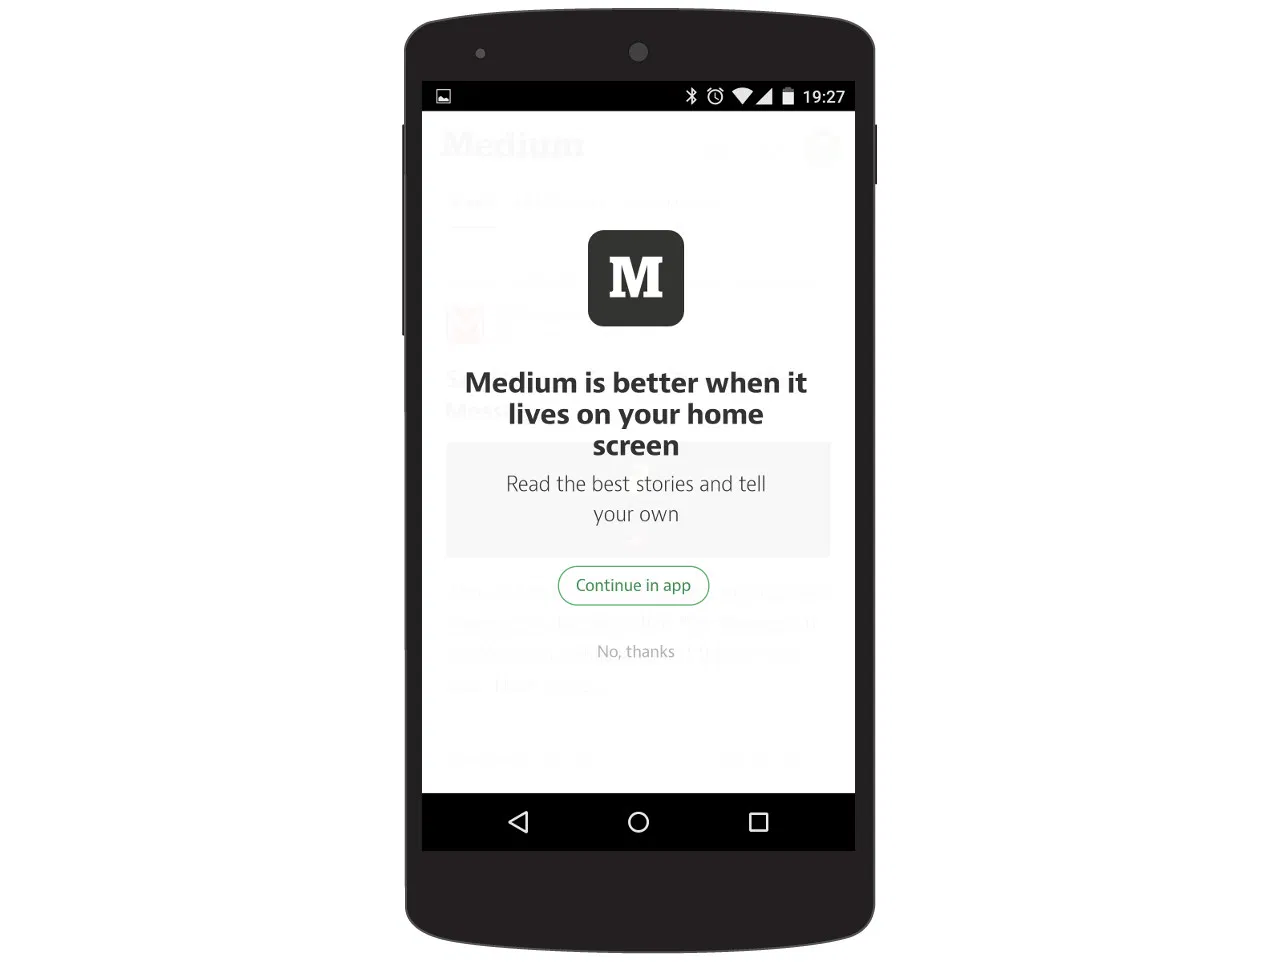 19:27
Medium
M
Medium is better when it
lives on your home
screen
Read the best stories and tell
your own
Continue in app
No, thanks